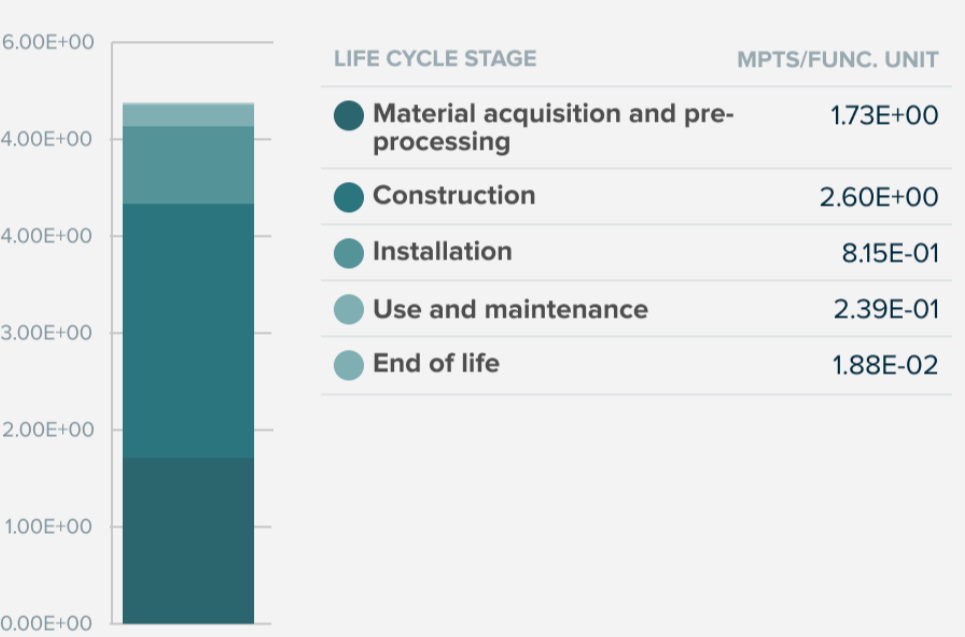 6.00E+00
4.00E+00
4.00E+00
3.00E+00
2.00E+00
1.00E+00
0.00E+00
LIFE CYCLE STAGE MPTS/FUNC. UNIT
Material acquisition and pre- 1.73E+00
processing
Construction 2.60E+00
Installation 8.15E-01
Use and maintenance 2.39E-01
End of life 1.88E-02